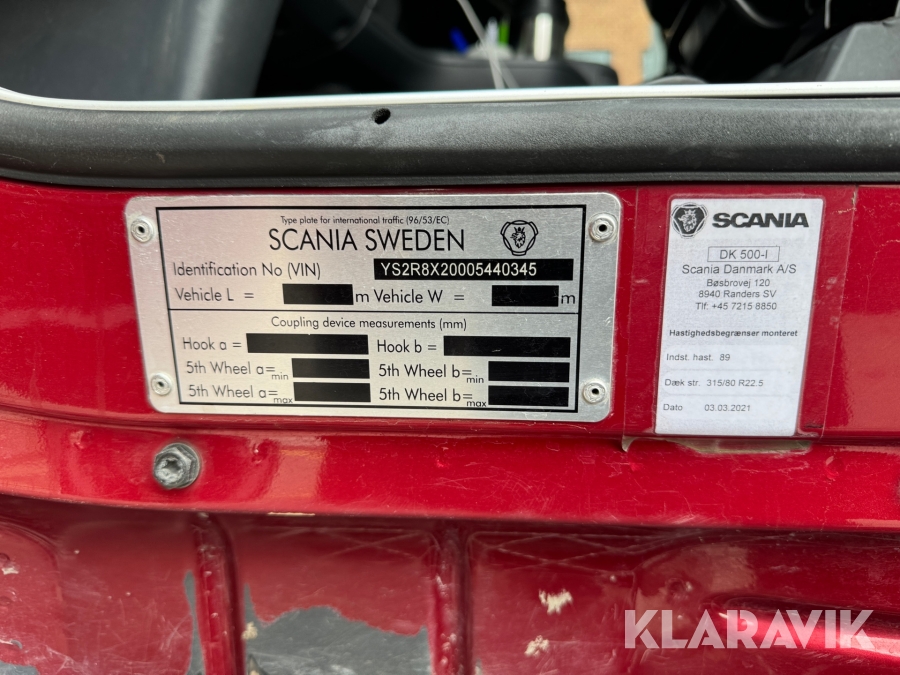 Type plate for international traffic (96/53/EC)
SCANIA SWEDEN
Identification No (VIN) YS2R8X20005440345
Vehicle L = m Vehicle W = m
Coupling device measurements (mm)
Hook a = Hook b =
5th Wheel a=min 5th Wheel b=min
5th Wheel a=max 5th Wheel b=max
SCANIA
DK 500-I
Scania Danmark A/S
Bøsbrovej 120
8940 Randers SV
Tlf: +45 7215 8850
Hastighedsbegrænser monteret
Indst. hast. 89
Dæk str. 315/80 R22.5
Dato 03.03.2021
KLARAVIK